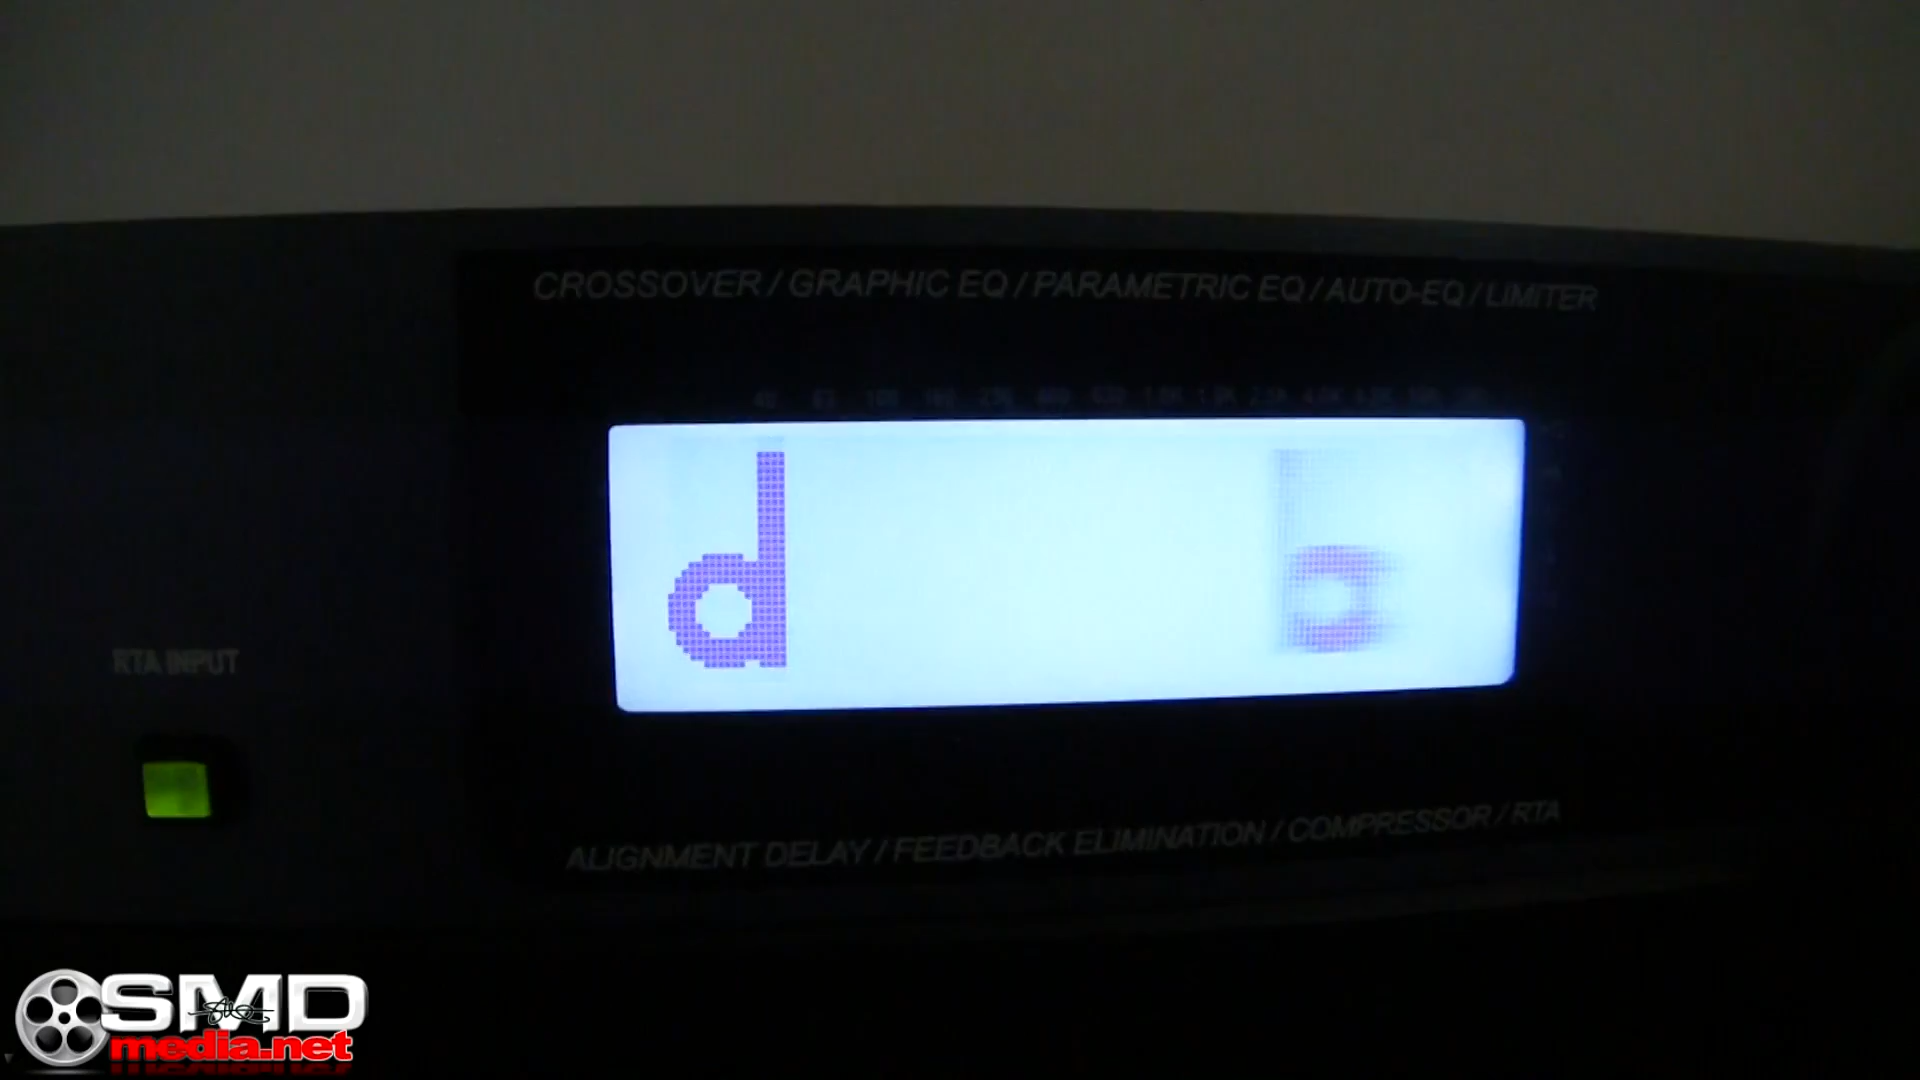 CROSSOVER / GRAPHIC EQ / PARAMETRIC EQ / AUTO-EQ / LIMITER
d b
RTA INPUT
ALIGNMENT DELAY / FEEDBACK ELIMINATION / COMPRESSOR / RTA
SMD
media.net